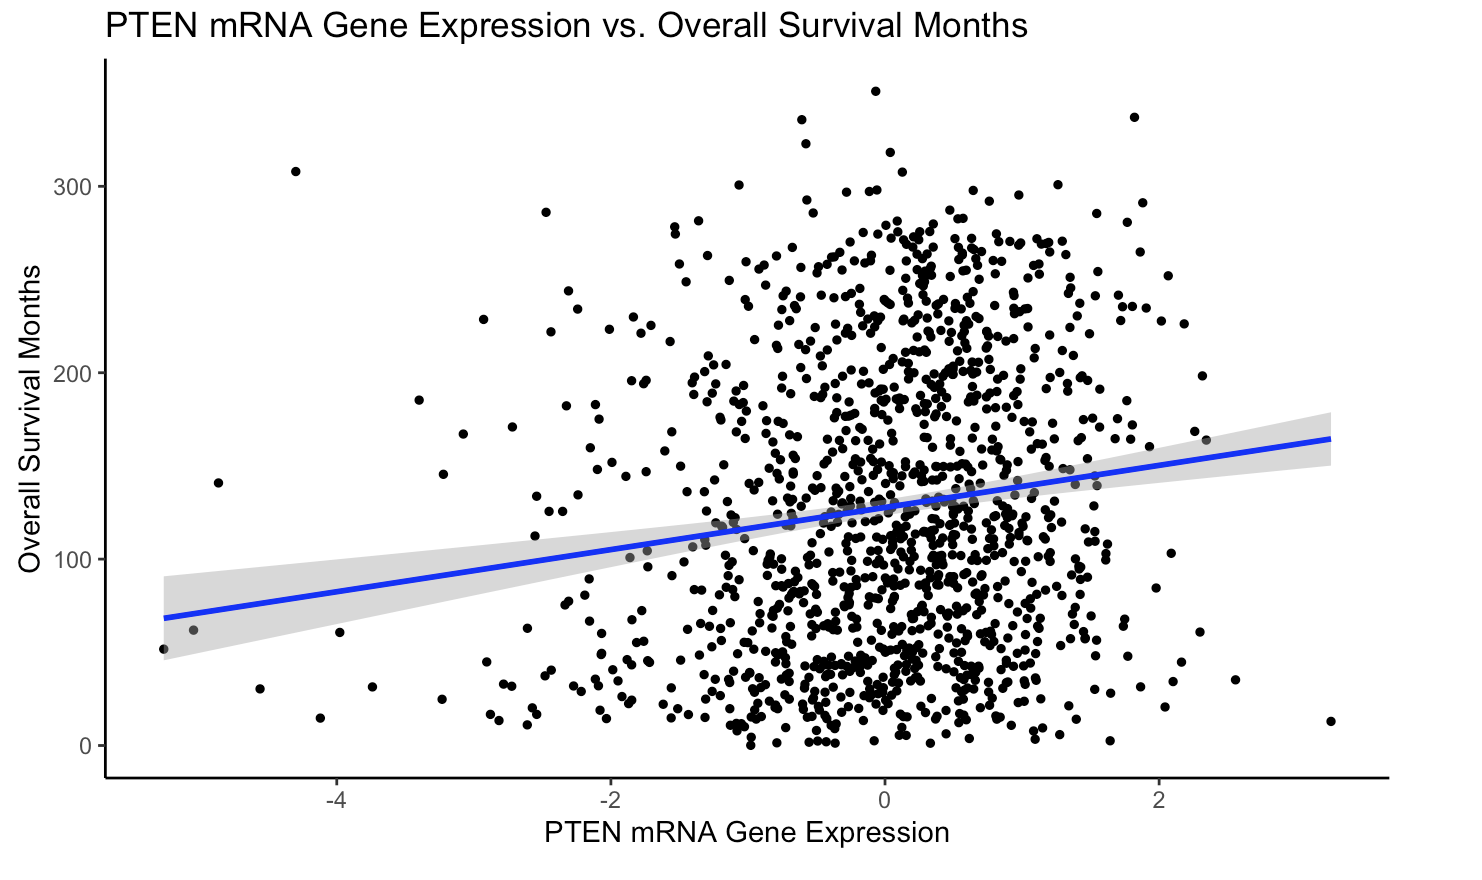 PTEN mRNA Gene Expression vs. Overall Survival Months
Overall Survival Months
300
200
100
0
-4
-2
0
2
PTEN mRNA Gene Expression